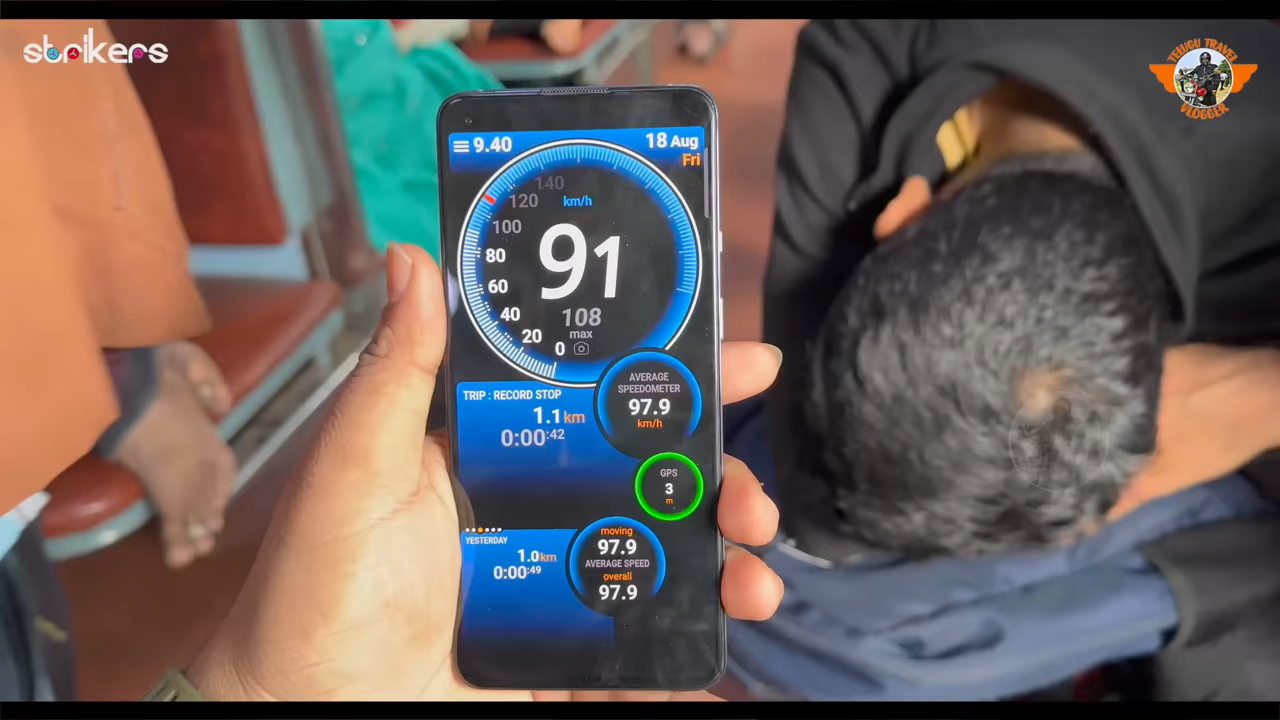 strikers
TELUGU TRAVEL
VLOGGER
9.40
18 Aug
Fri
140
120
100
80
60
40
20
0
km/h
91
108
max
AVERAGE
SPEEDOMETER
97.9
km/h
TRIP : RECORD STOP
1.1 km
0:00:42
GPS
3
m
YESTERDAY
1.0 km
0:00:49
moving
97.9
AVERAGE SPEED
overall
97.9